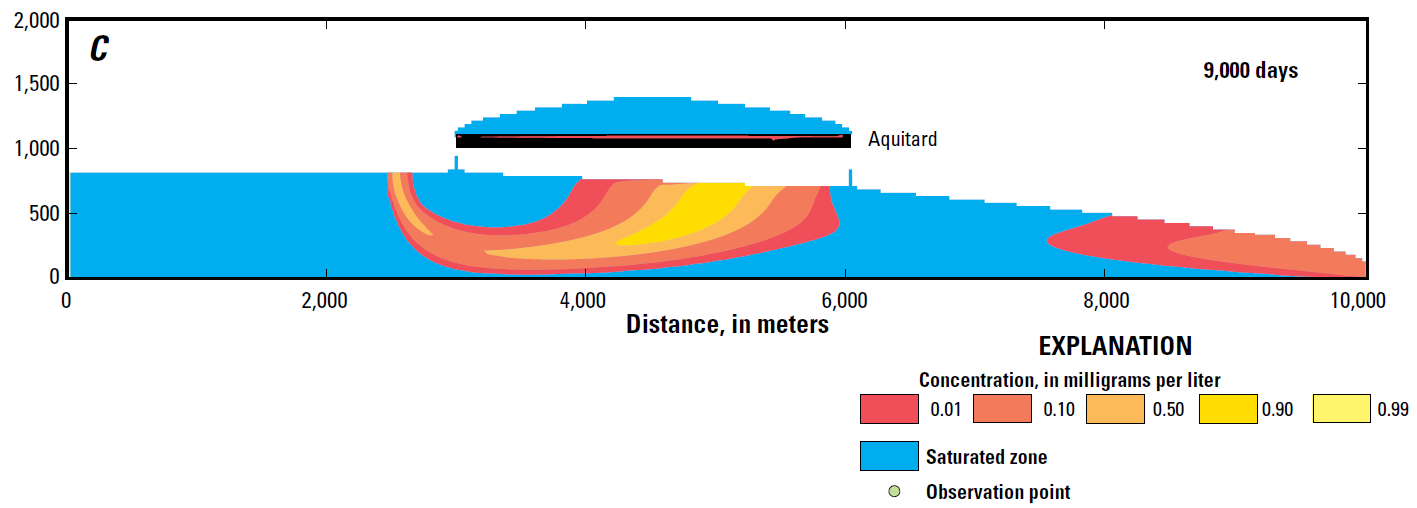 2,000
C
1,500
9,000 days
1,000
Aquitard
500
0
0 2,000 4,000 6,000 8,000 10,000
Distance, in meters
EXPLANATION
Concentration, in milligrams per liter
0.01 0.10 0.50 0.90 0.99
Saturated zone
Observation point